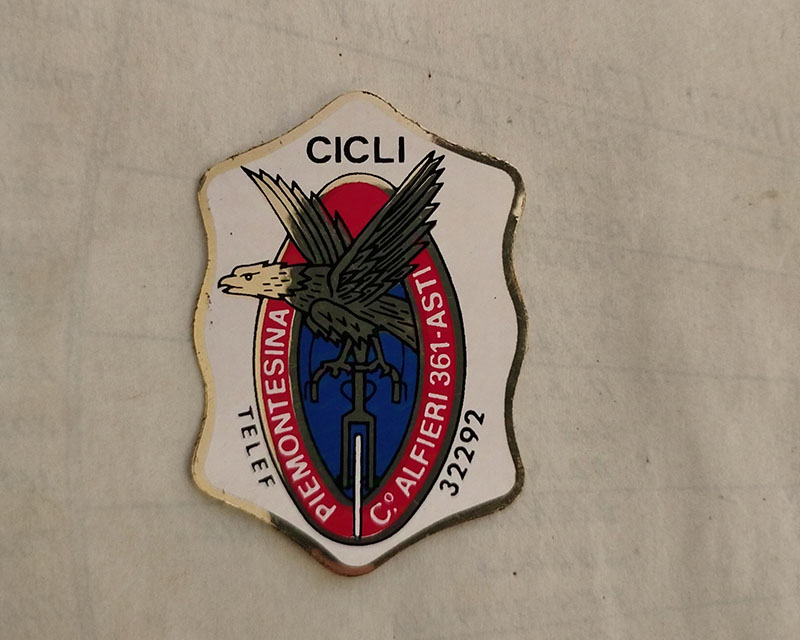 CICLI
PIEMONTESINA
C.º ALFIERI 361-ASTI
TELEF
32292